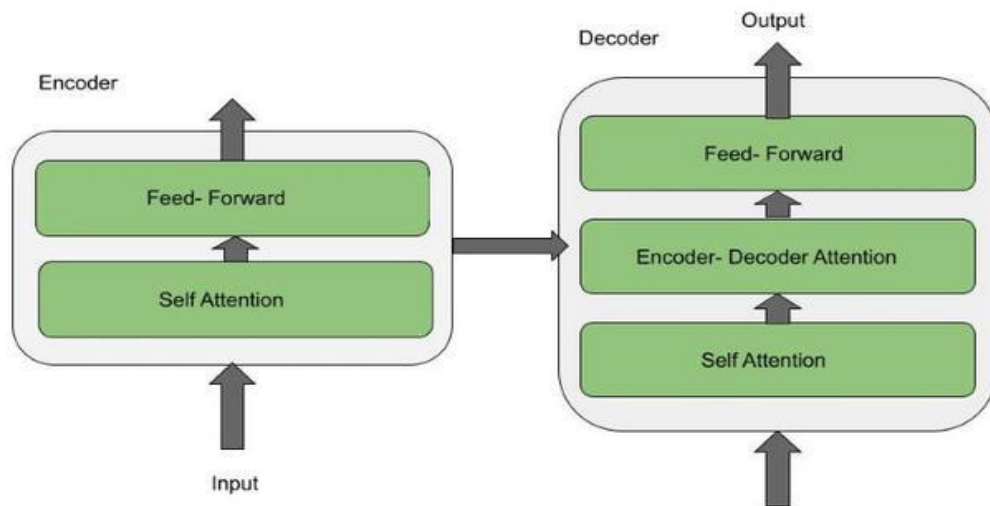 Encoder
Feed- Forward
Self Attention
Input
Output
Decoder
Feed- Forward
Encoder- Decoder Attention
Self Attention